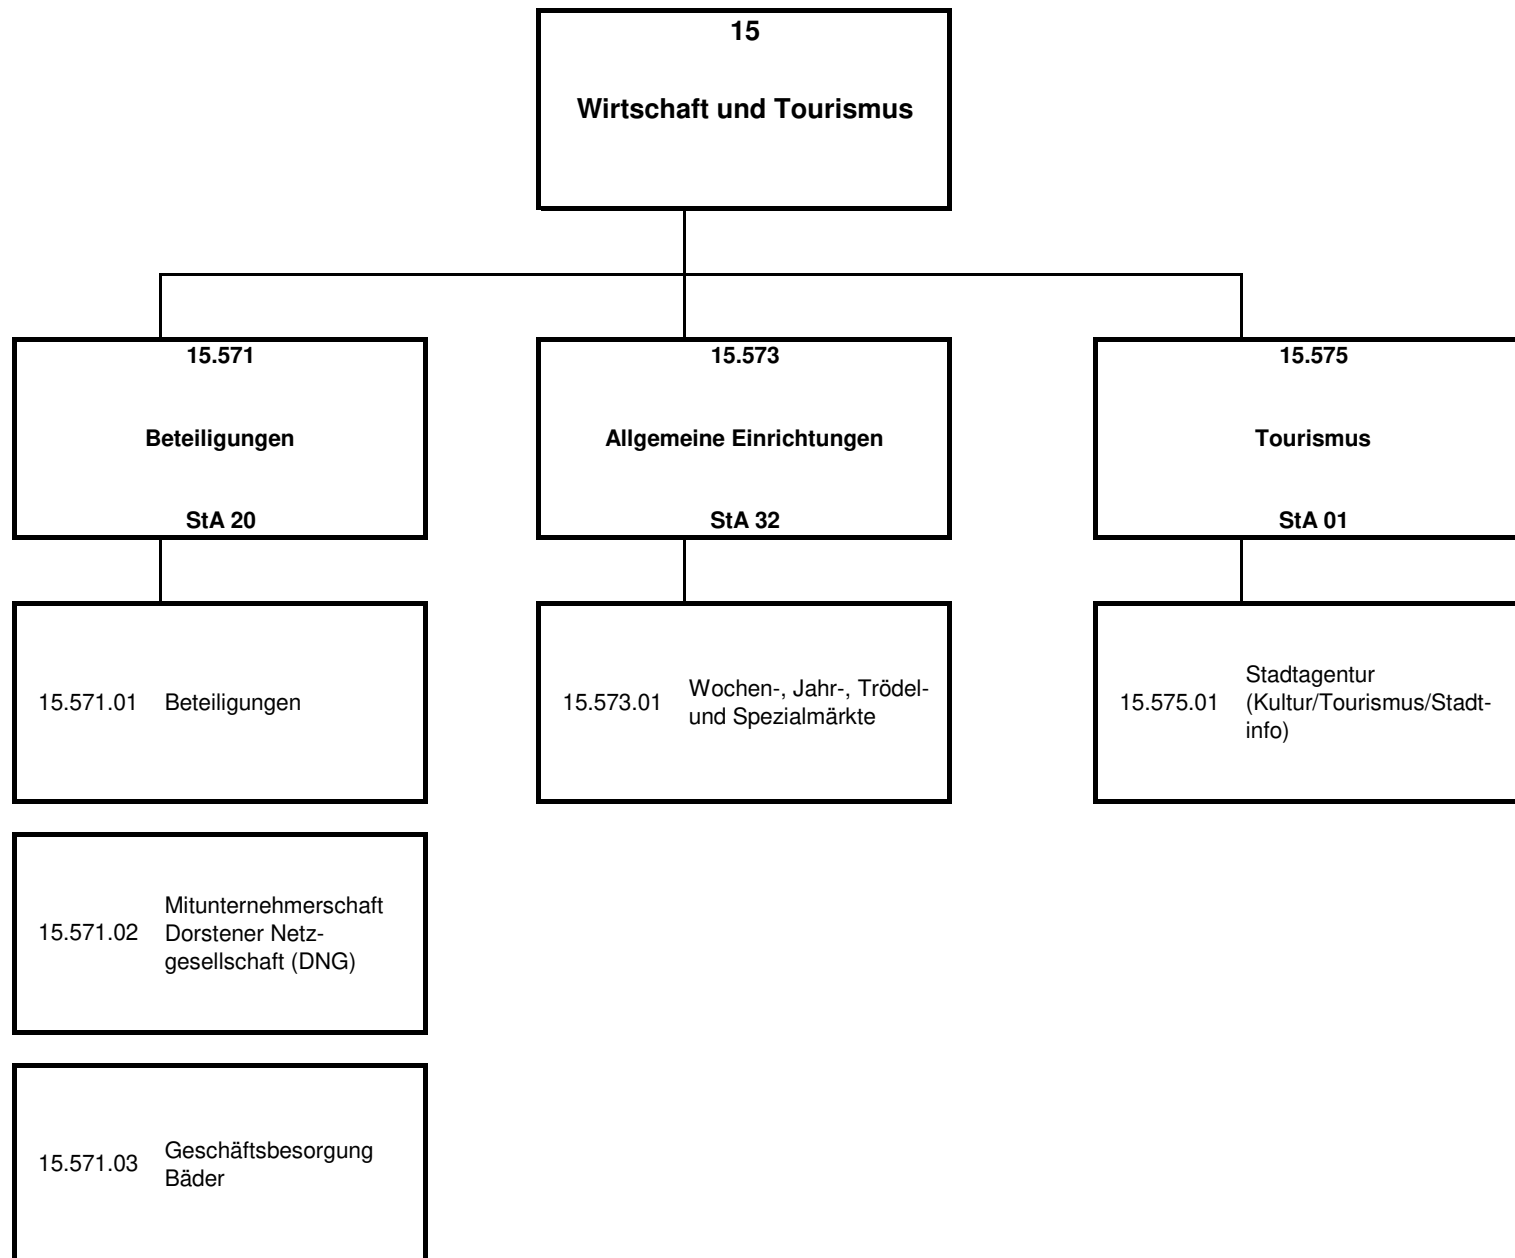 15
Wirtschaft und Tourismus
15.571
Beteiligungen
StA 20
15.573
Allgemeine Einrichtungen
StA 32
15.575
Tourismus
StA 01
15.571.01
Beteiligungen
15.573.01
Wochen-, Jahr-, Trödel-
und Spezialmärkte
15.575.01
Stadtagentur
(Kultur/Tourismus/Stadt-
info)
15.571.02
Mitunternehmerschaft
Dorstener Netz-
gesellschaft (DNG)
15.571.03
Geschäftsbesorgung
Bäder